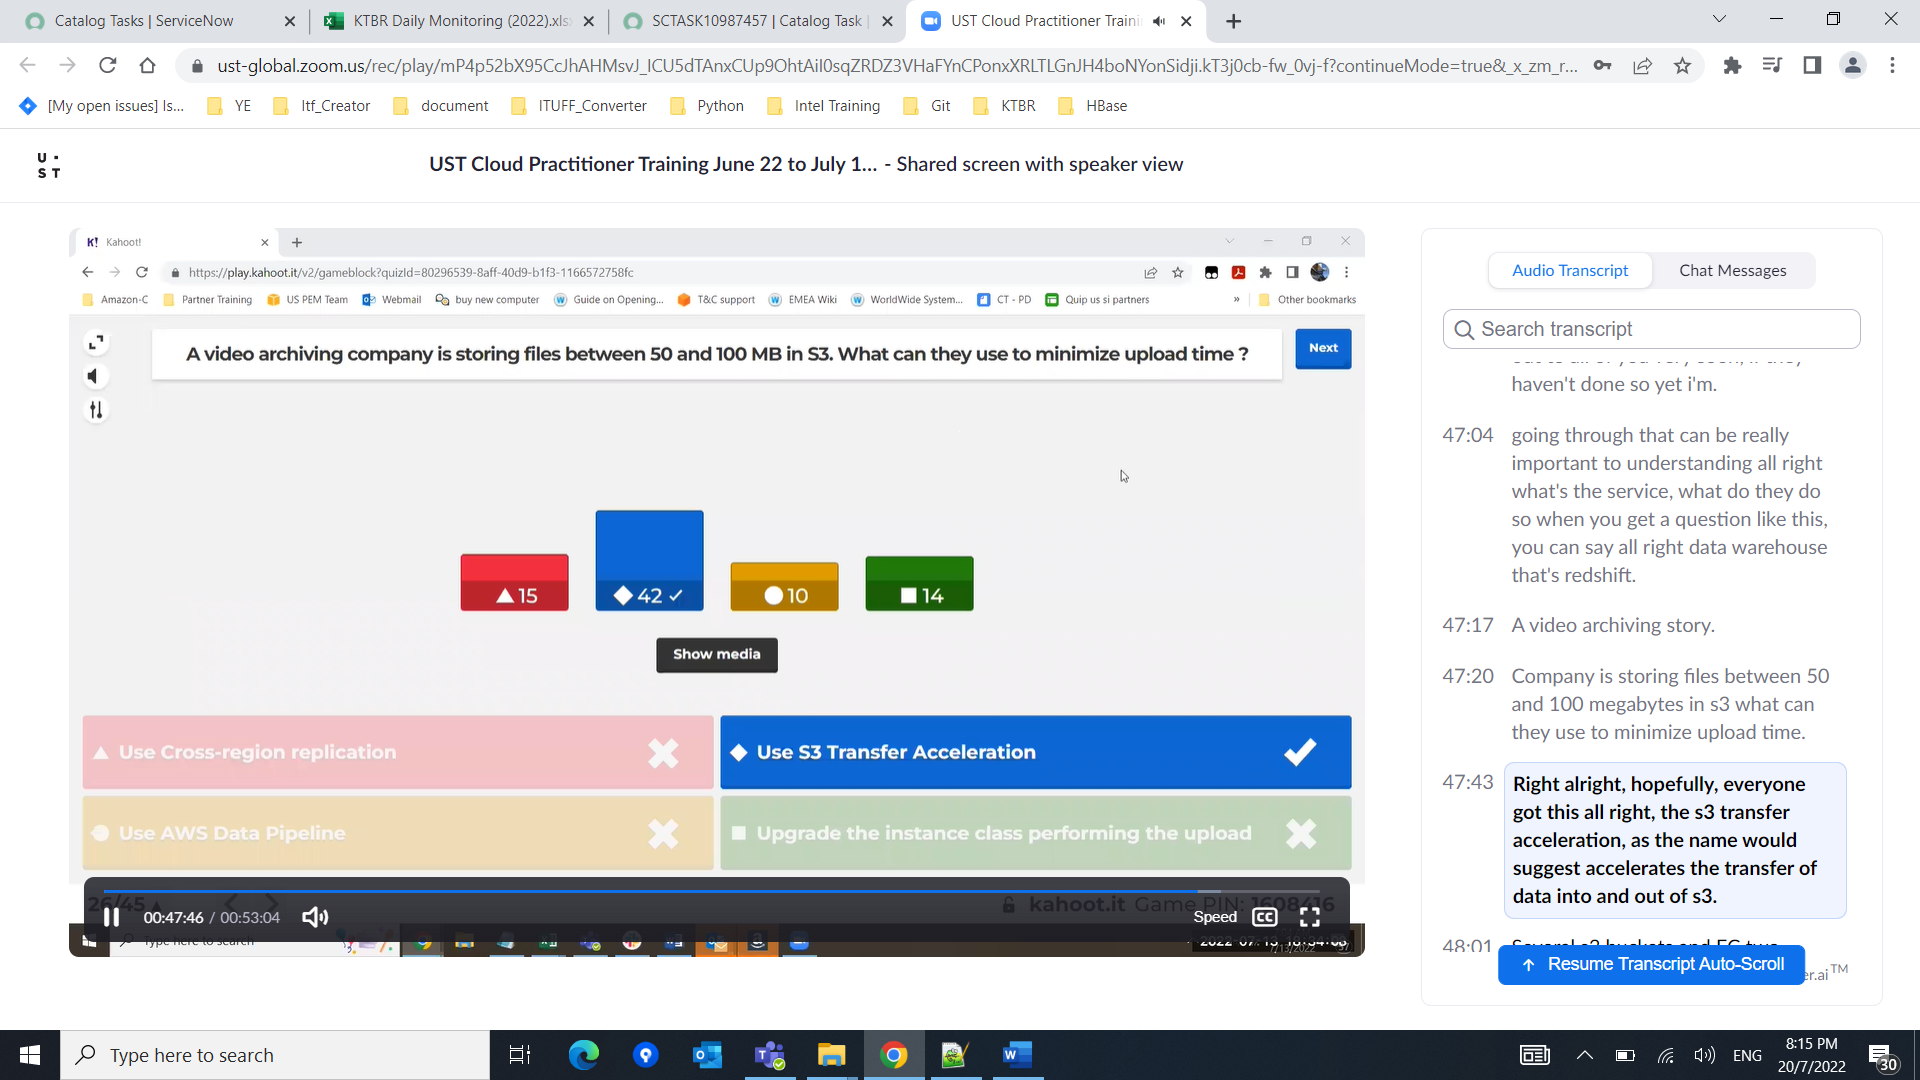 Catalog Tasks | ServiceNow
KTBR Daily Monitoring (2022).xls
SCTASK10987457 | Catalog Task |
UST Cloud Practitioner Traini
ust-global.zoom.us/rec/play/
[My open issues] Is...
YE
Itf_Creator
document
ITUFF_Converter
Python
Intel Training
Git
KTBR
HBase
U
ST
UST Cloud Practitioner Training June 22 to July 1... - Shared screen with speaker view
K! Kahoot!
https://play.kahoot.it/v2/gameblock?quizId=80296539-8aff-40d9-b1f3-1166572758fc
Amazon-C
Partner Training
US PEM Team
Webmail
buy new computer
Guide on Opening...
T&C support
EMEA Wiki
WorldWide System...
CT - PD
Quip us si partners
»
Other bookmarks
A video archiving company is storing files between 50 and 100 MB in S3. What can they use to minimize upload time ?
Next
15
42
10
14
Show media
Use Cross-region replication
Use S3 Transfer Acceleration
Use AWS Data Pipeline
Upgrade the instance class performing the upload
26/45
kahoot.it Game PIN: 1608416
00:47:46 / 00:53:04
Speed
CC
Type here to search
7/13/2022
Audio Transcript
Chat Messages
Search transcript
haven't done so yet i'm.
47:04
going through that can be really
important to understanding all right
what's the service, what do they do
so when you get a question like this,
you can say all right data warehouse
that's redshift.
47:17
A video archiving story.
47:20
Company is storing files between 50
and 100 megabytes in s3 what can
they use to minimize upload time.
47:43
Right alright, hopefully, everyone
got this all right, the s3 transfer
acceleration, as the name would
suggest accelerates the transfer of
data into and out of s3.
48:01
Resume Transcript Auto-Scroll
er.ai™
Type here to search
ENG
8:15 PM
20/7/2022
30